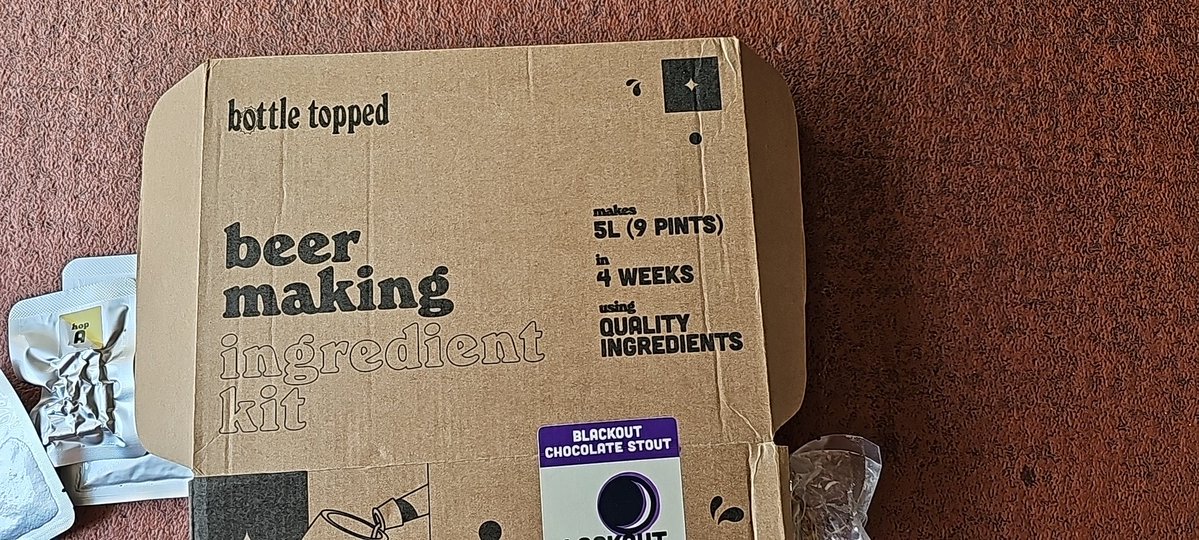 bottle topped
beer
making
ingredient
kit
makes
5L (9 PINTS)
in
4 WEEKS
using
QUALITY
INGREDIENTS
hop
A
BLACKOUT
CHOCOLATE STOUT